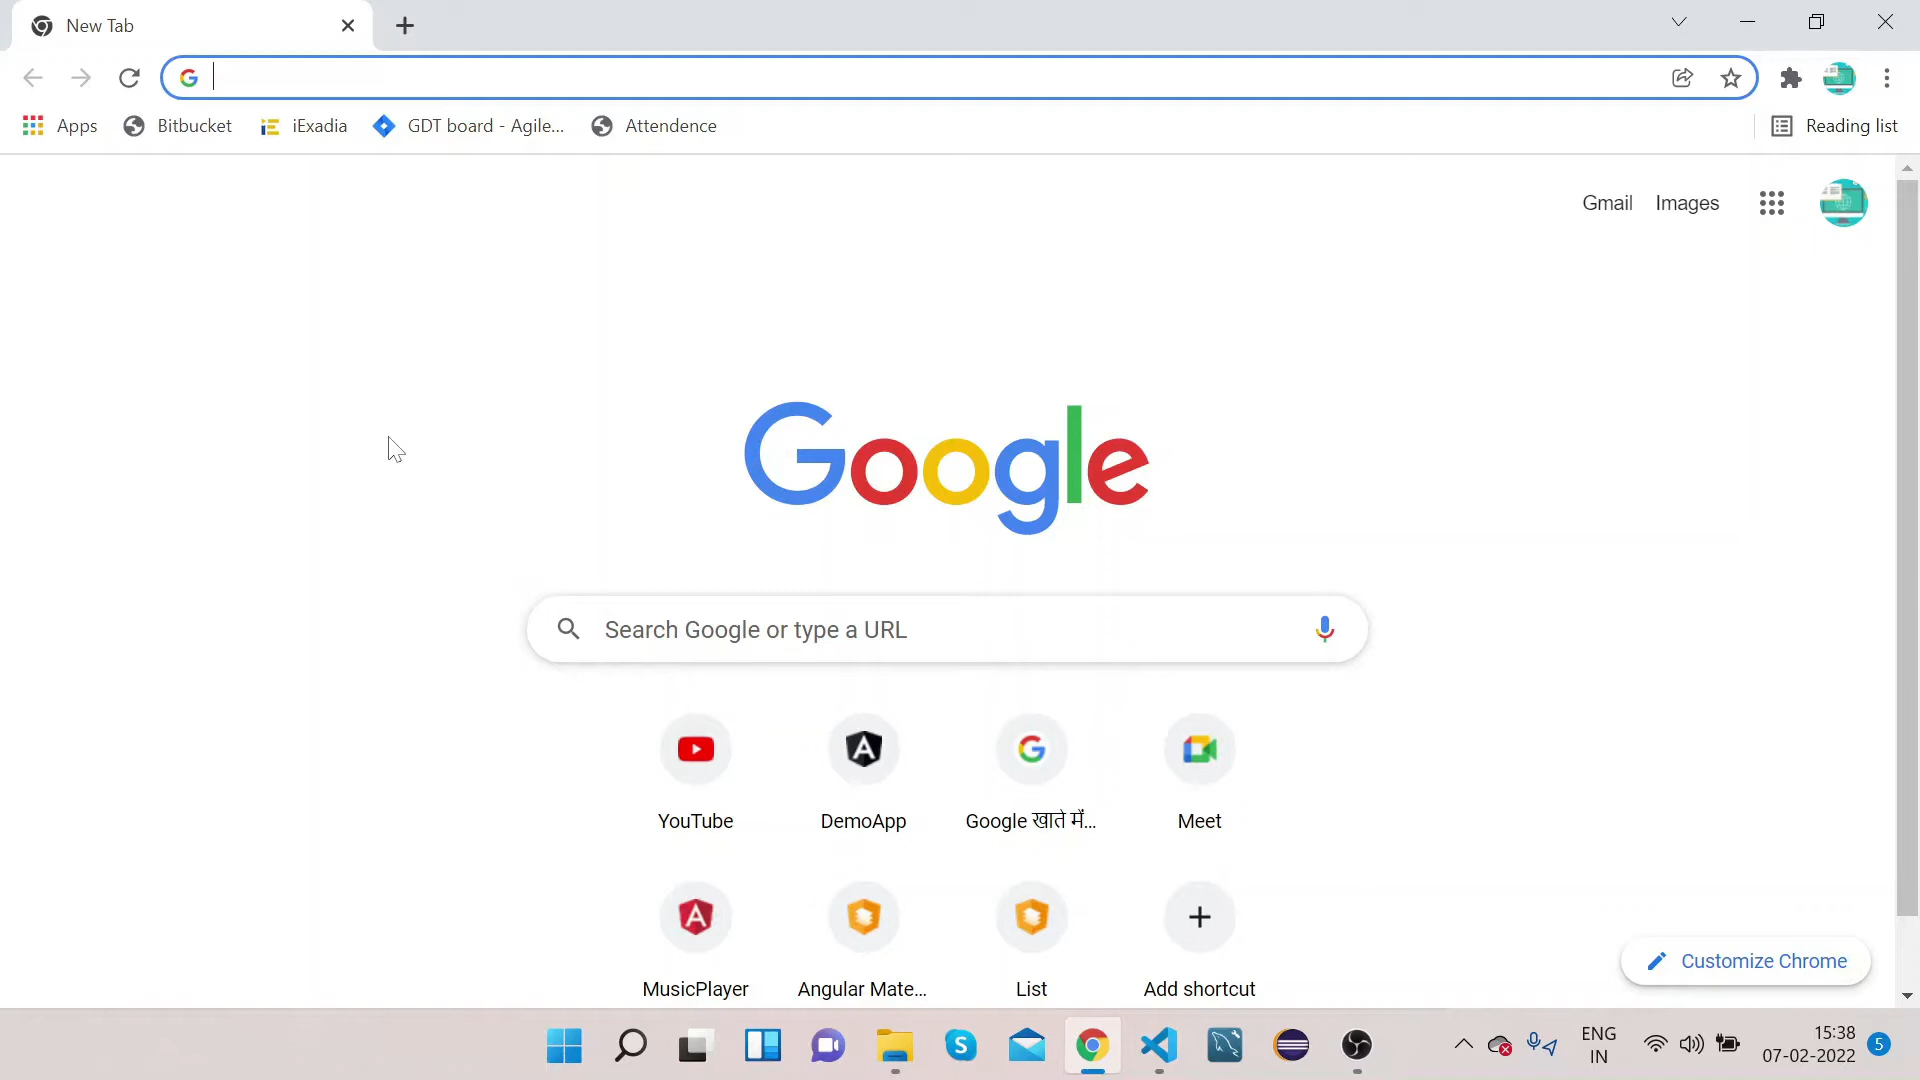 New Tab
Apps
Bitbucket
iExadia
GDT board - Agile...
Attendence
Reading list
Gmail
Images
Google
Search Google or type a URL
YouTube
DemoApp
Google खाते में...
Meet
MusicPlayer
Angular Mate...
List
Add shortcut
Customize Chrome
ENG
IN
15:38
07-02-2022
5